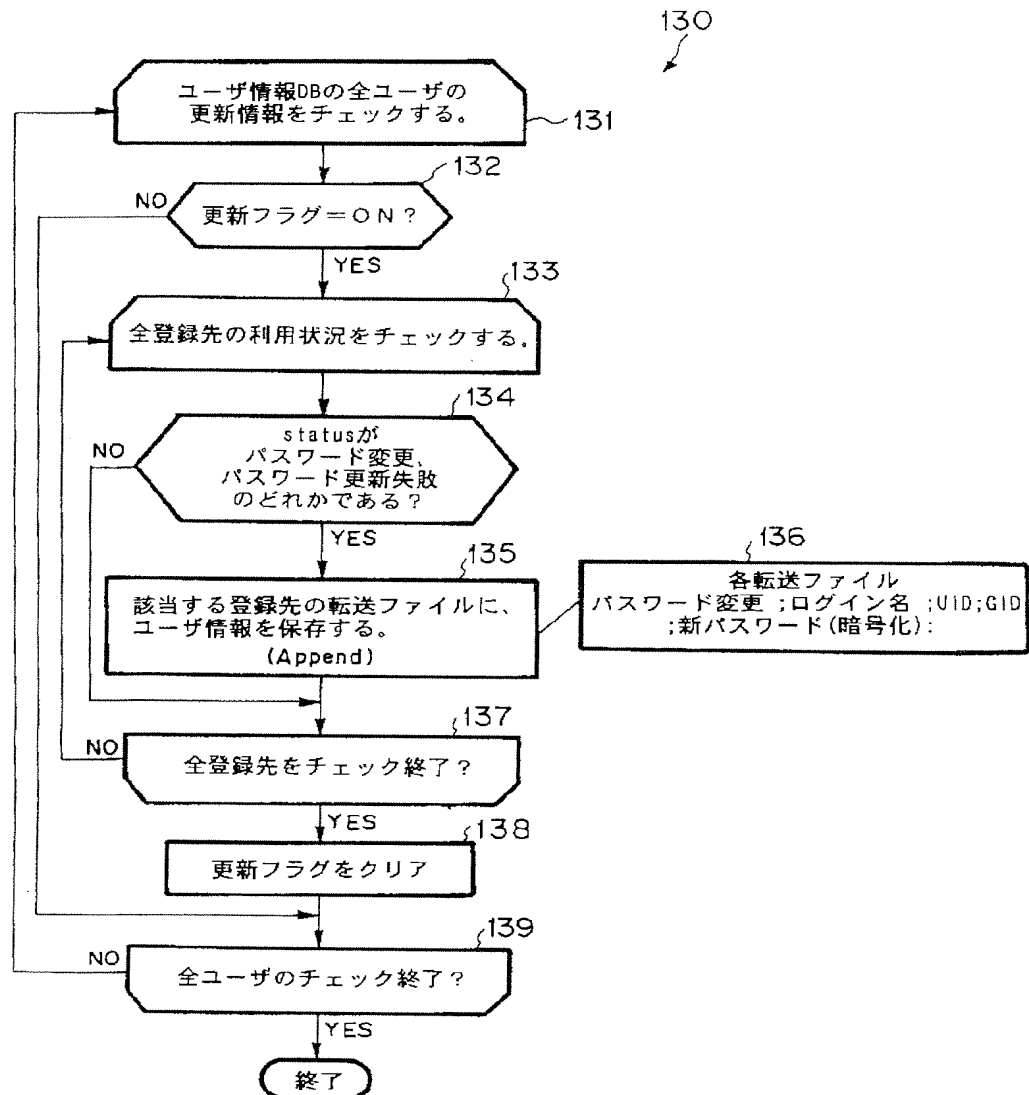 130
ユーザ情報DBの全ユーザの
更新情報をチェックする。
131
132
NO
更新フラグ＝ON？
YES
133
全登録先の利用状況をチェックする。
134
NO
statusが
パスワード変更、
パスワード更新失敗
のどれかである？
YES
135
該当する登録先の転送ファイルに、
ユーザ情報を保存する。
(Append)
136
各転送ファイル
パスワード変更 ;ログイン名 ;UID;GID
;新パスワード(暗号化):
137
NO
全登録先をチェック終了？
YES
138
更新フラグをクリア
139
NO
全ユーザのチェック終了？
YES
終了